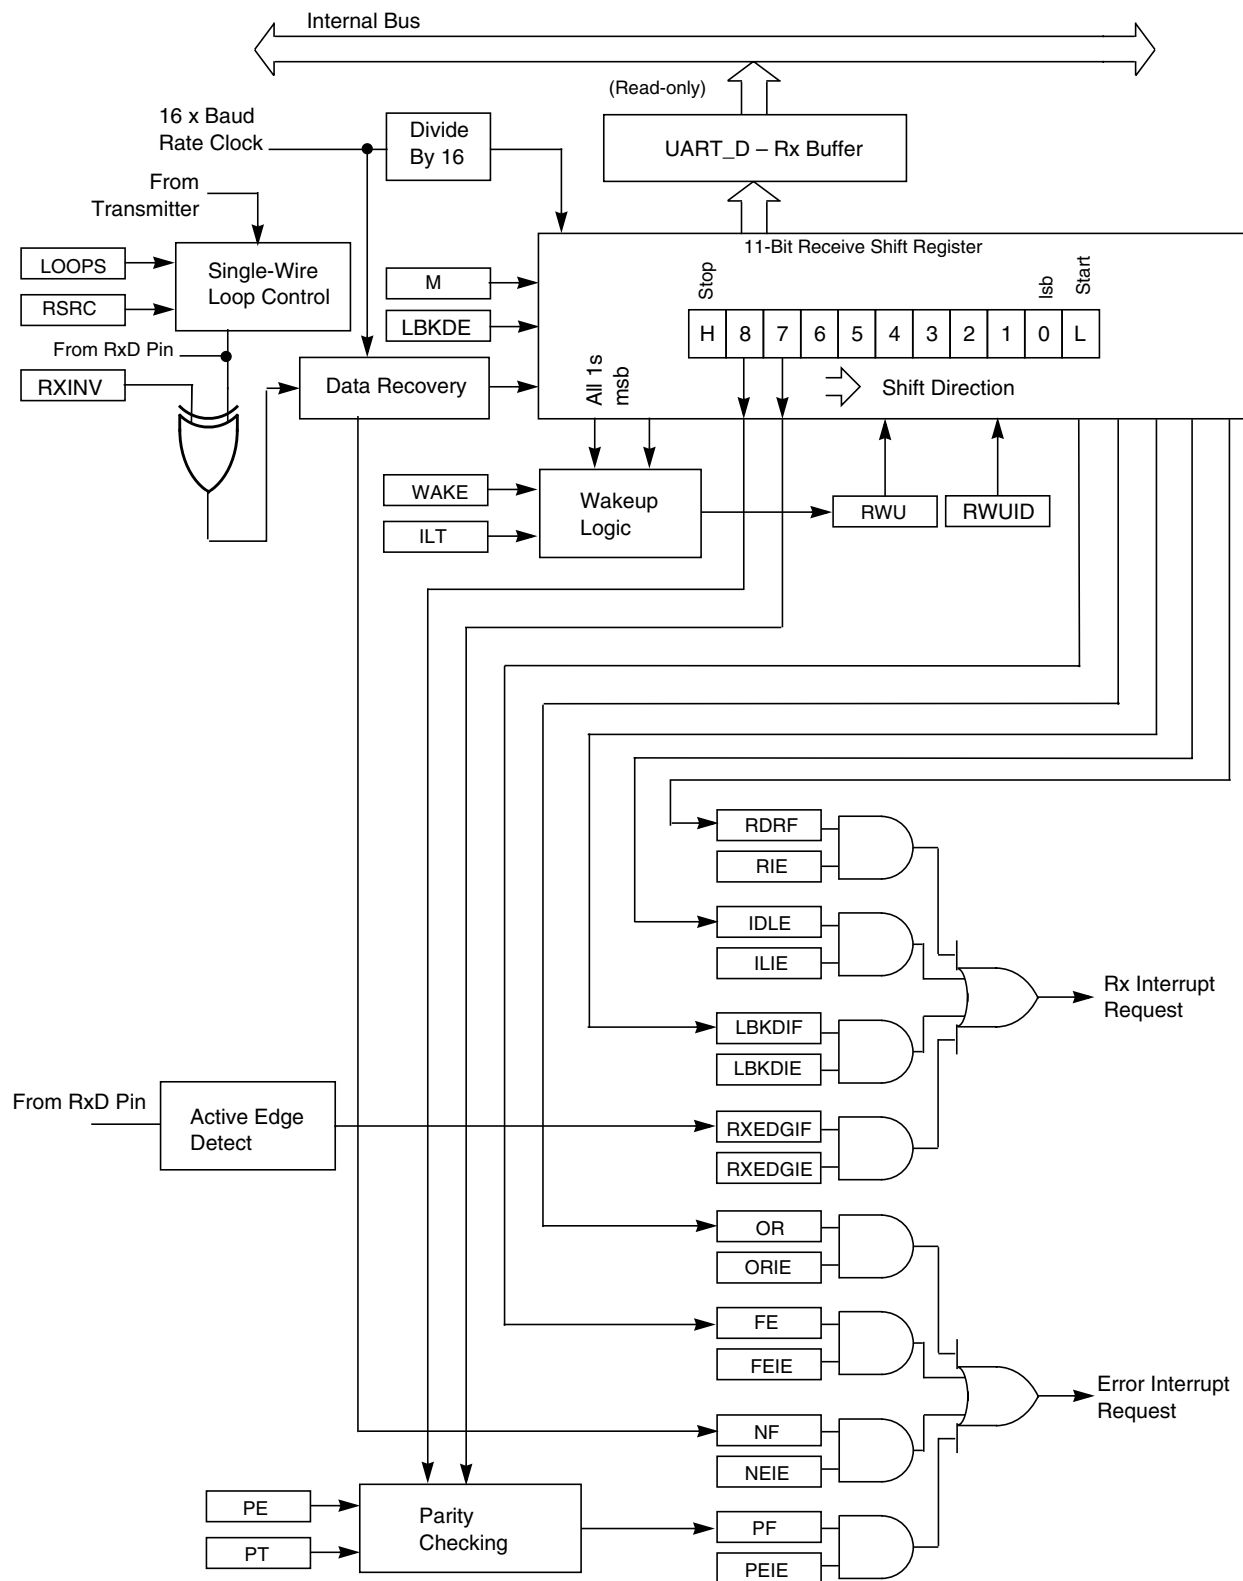 Internal Bus
(Read-only)
16 x Baud
Rate Clock
Divide
By 16
UART_D – Rx Buffer
From
Transmitter
11-Bit Receive Shift Register
LOOPS
Single-Wire
Loop Control
RSRC
M
LBKDE
Stop
lsb
Start
H 8 7 6 5 4 3 2 1 0 L
From RxD Pin
RXINV
Data Recovery
All 1s
msb
Shift Direction
WAKE
ILT
Wakeup
Logic
RWU
RWUID
RDRF
RIE
IDLE
ILIE
Rx Interrupt
Request
LBKDIF
LBKDIE
From RxD Pin
Active Edge
Detect
RXEDGIF
RXEDGIE
OR
ORIE
FE
FEIE
Error Interrupt
Request
NF
NEIE
PE
PT
Parity
Checking
PF
PEIE